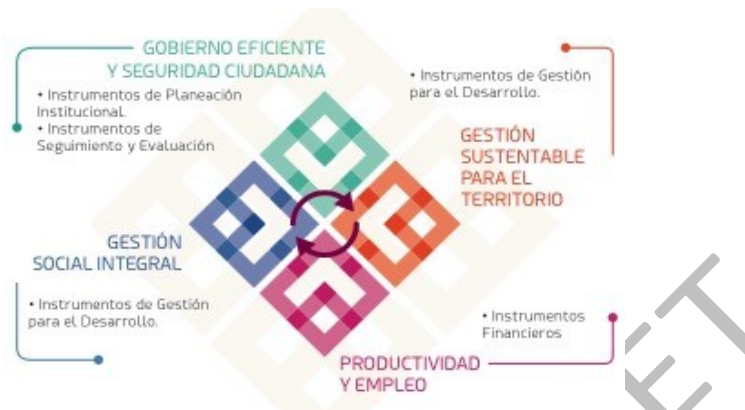 GOBIERNO EFICIENTE
Y SEGURIDAD CIUDADANA
• Instrumentos de Planeación
Institucional.
• Instrumentos de
Seguimiento y Evaluación
• Instrumentos de Gestión
para el Desarrollo.
GESTIÓN
SUSTENTABLE
PARA EL
TERRITORIO
GESTIÓN
SOCIAL INTEGRAL
• Instrumentos de Gestión
para el Desarrollo.
• Instrumentos
Financieros
PRODUCTIVIDAD
Y EMPLEO
ET